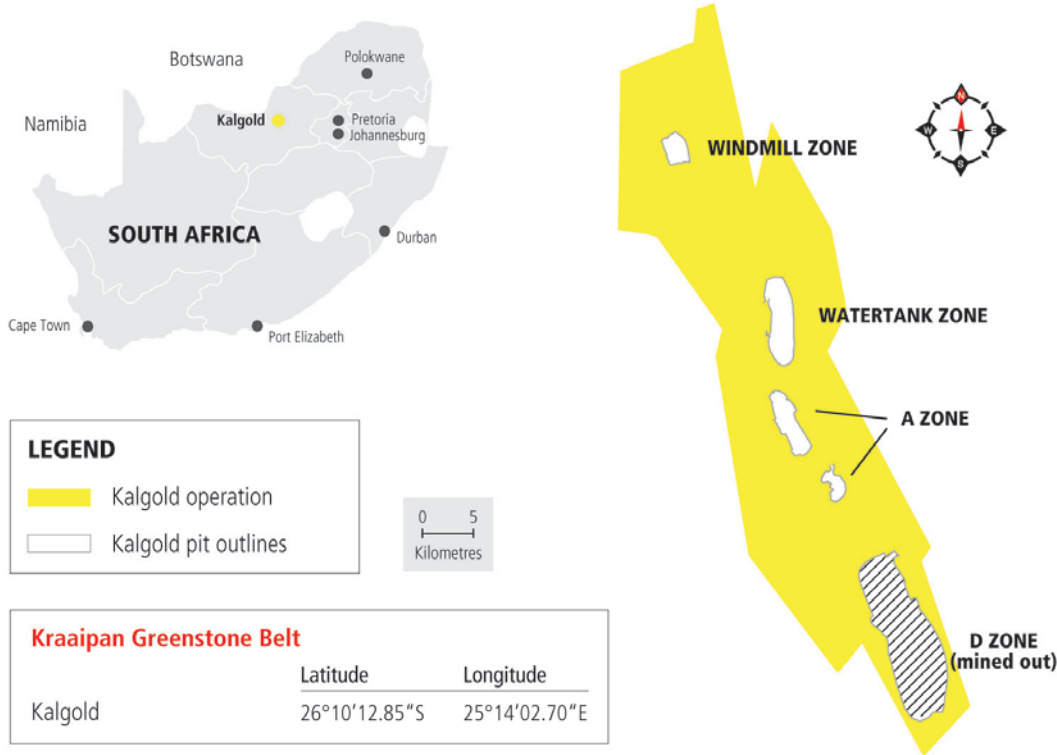 Botswana
Polokwane
Namibia
Kalgold
Pretoria
Johannesburg
SOUTH AFRICA
Durban
Cape Town
Port Elizabeth
N
W
E
S
WINDMILL ZONE
WATERTANK ZONE
A ZONE
D ZONE
(mined out)
LEGEND
Kalgold operation
Kalgold pit outlines
0 5
Kilometres
Kraaipan Greenstone Belt
Latitude Longitude
Kalgold 26°10’12.85”S 25°14’02.70”E